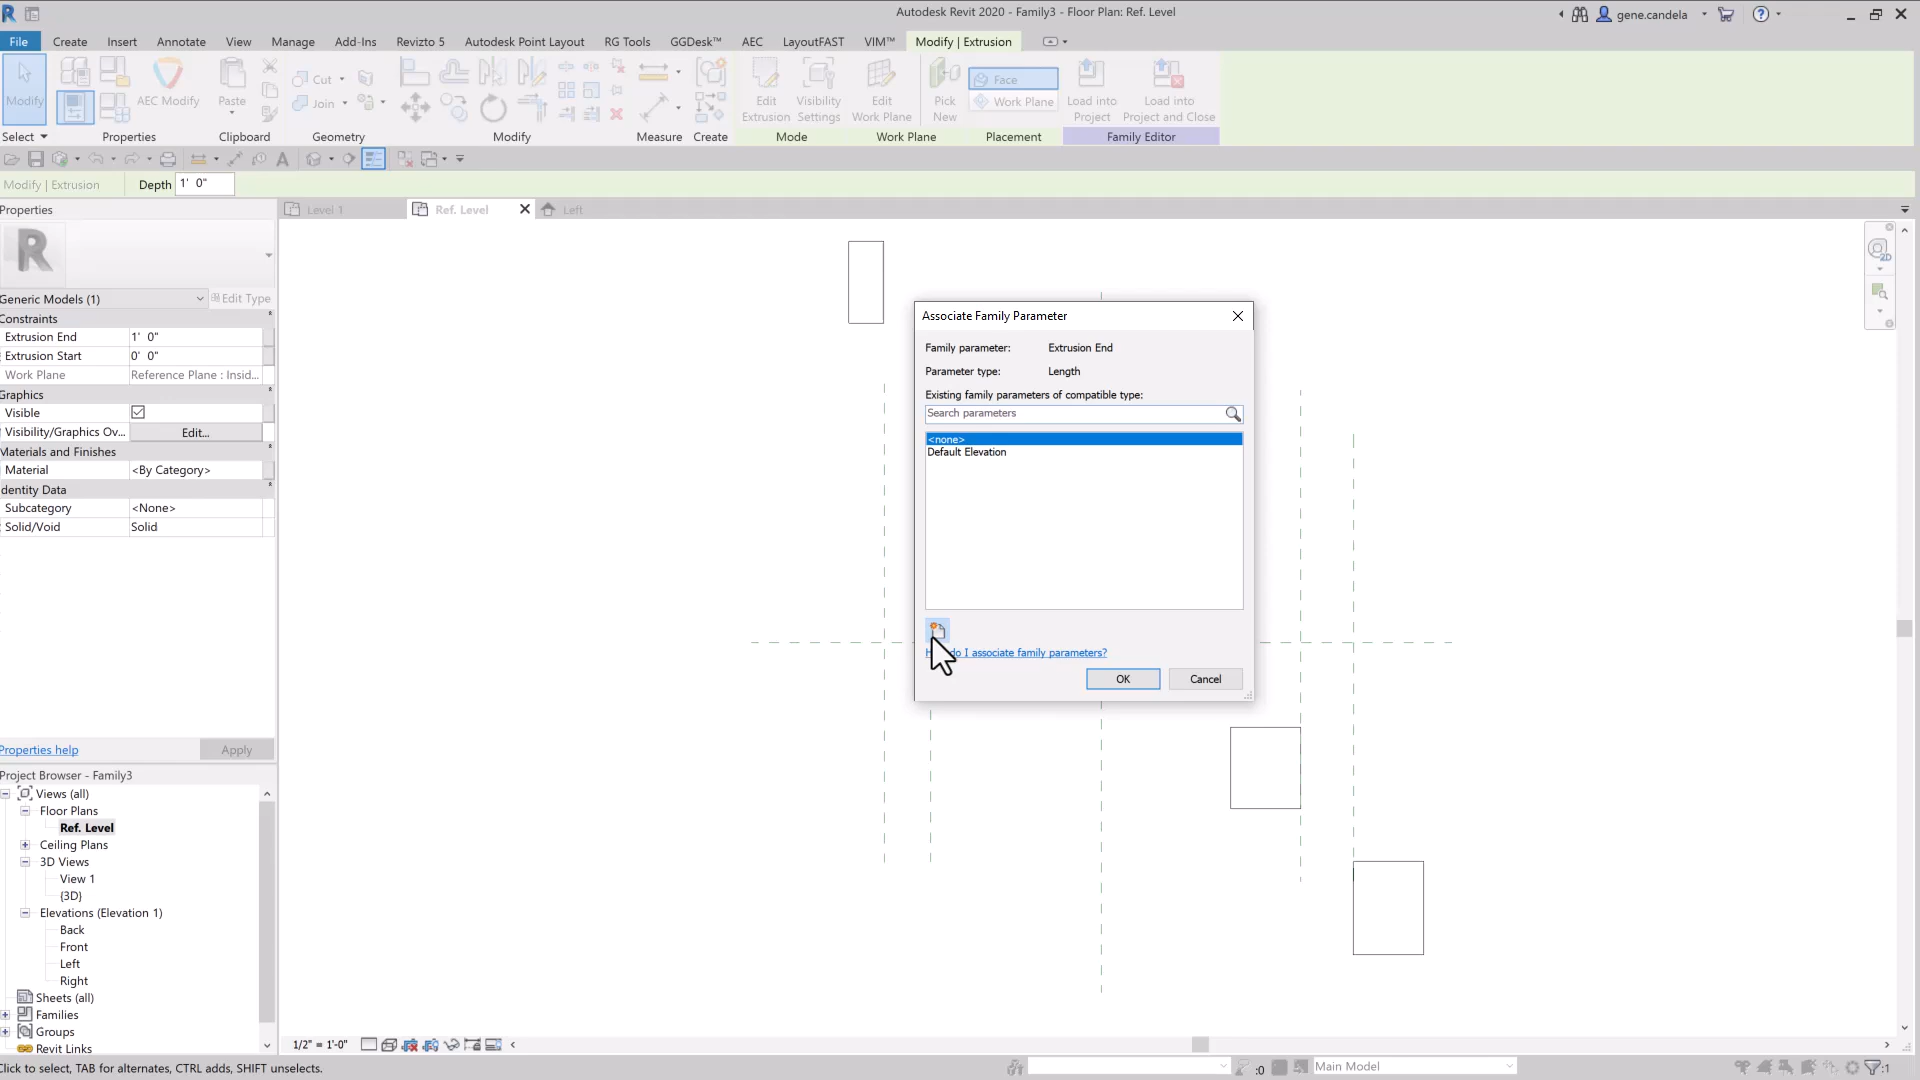 Autodesk Revit 2020 - Family3 - Floor Plan: Ref. Level
gene.candela
File Create Insert Annotate View Manage Add-Ins Revizto 5 Autodesk Point Layout RG Tools GGDesk™ AEC LayoutFAST VIM™ Modify | Extrusion
Modify
AEC Modify
Paste
Cut
Join
Edit Extrusion
Visibility Settings
Edit Work Plane
Pick New
Face
Work Plane
Load into Project
Load into Project and Close
Select Properties Clipboard Geometry Modify Measure Create Mode Work Plane Placement Family Editor
Modify | Extrusion Depth 1' 0"
Properties
Level 1 Ref. Level Left
Generic Models (1) Edit Type
Constraints
Extrusion End 1' 0"
Extrusion Start 0' 0"
Work Plane Reference Plane : Insid...
Graphics
Visible
Visibility/Graphics Ov... Edit...
Materials and Finishes
Material <By Category>
dentity Data
Subcategory <None>
Solid/Void Solid
Properties help Apply
Project Browser - Family3
Views (all)
Floor Plans
Ref. Level
Ceiling Plans
3D Views
View 1
{3D}
Elevations (Elevation 1)
Back
Front
Left
Right
Sheets (all)
Families
Groups
Revit Links
Associate Family Parameter
Family parameter: Extrusion End
Parameter type: Length
Existing family parameters of compatible type:
Search parameters
<none>
Default Elevation
do I associate family parameters?
OK Cancel
2D
1/2" = 1'-0"
Click to select, TAB for alternates, CTRL adds, SHIFT unselects.
:0
Main Model
:1